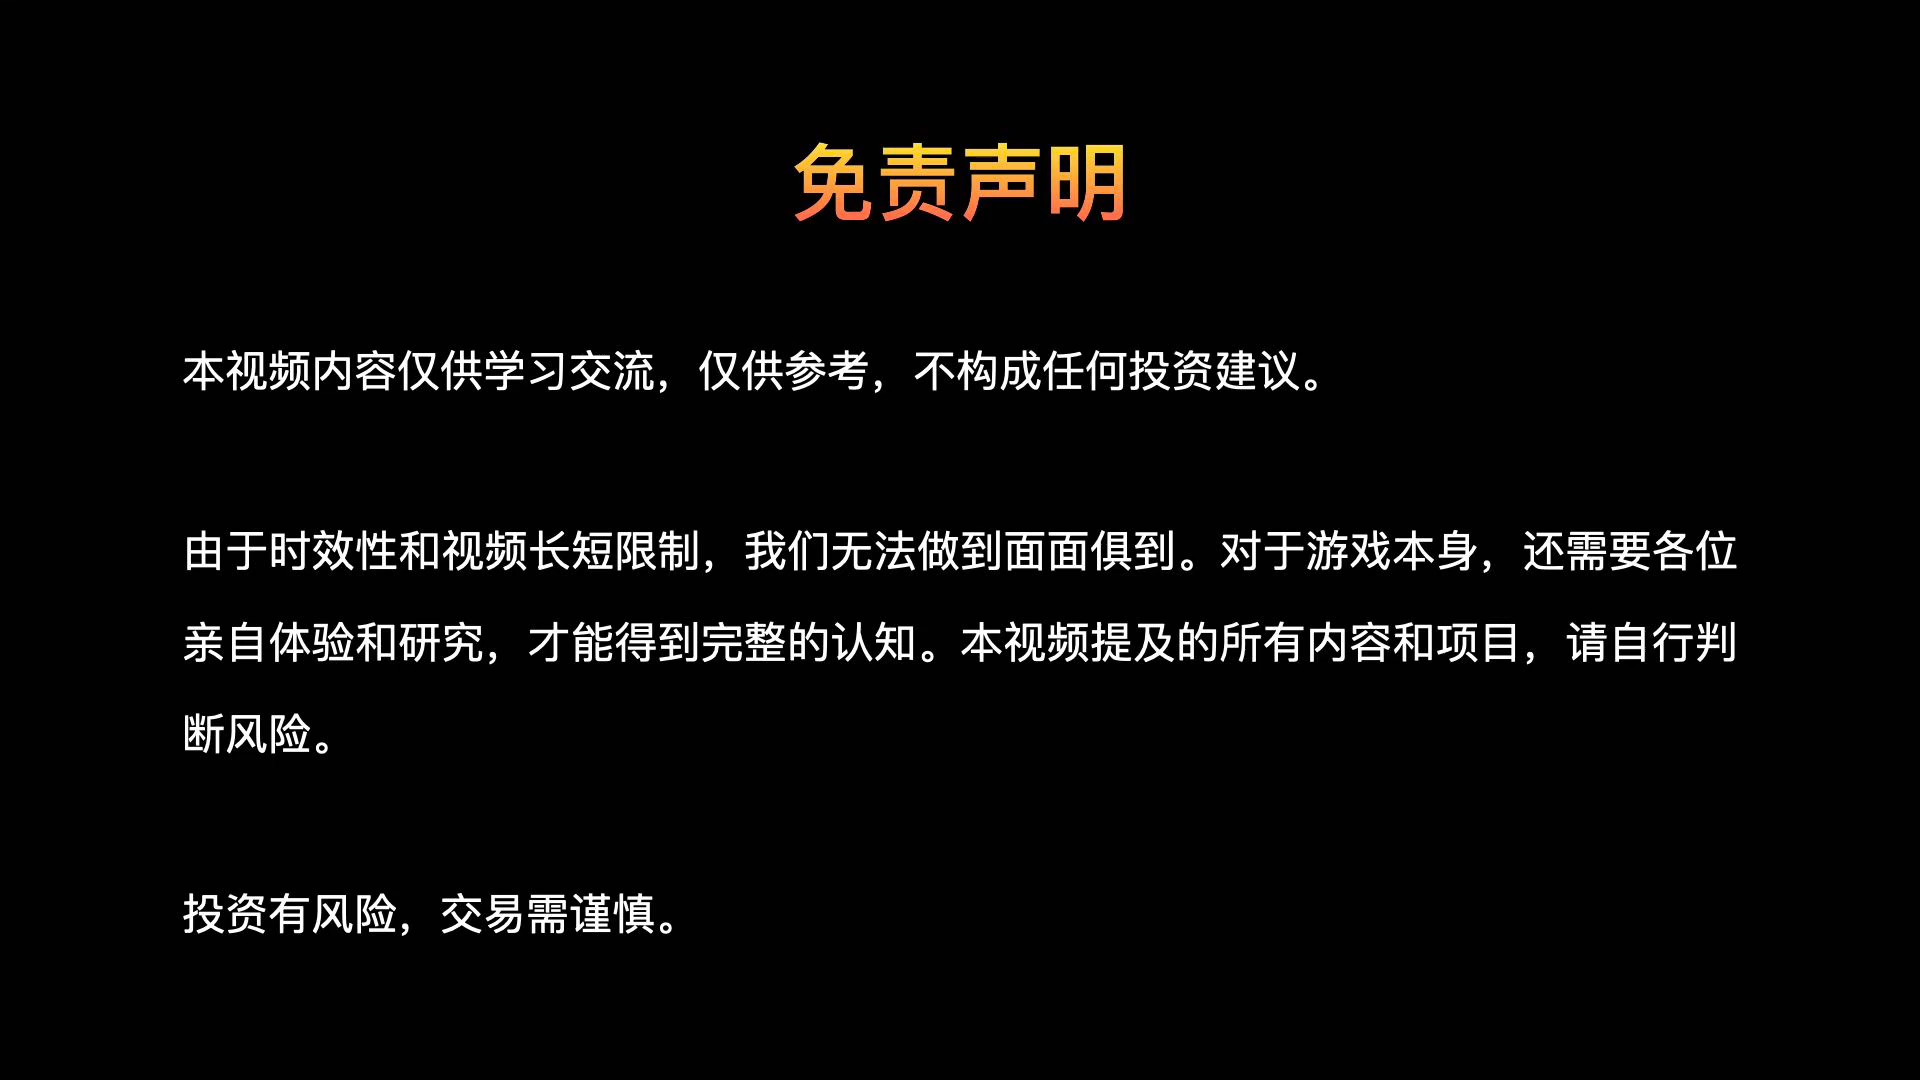 免责声明
本视频内容仅供学习交流，仅供参考，不构成任何投资建议。
由于时效性和视频长短限制，我们无法做到面面俱到。对于游戏本身，还需要各位
亲自体验和研究，才能得到完整的认知。本视频提及的所有内容和项目，请自行判
断风险。
投资有风险，交易需谨慎。